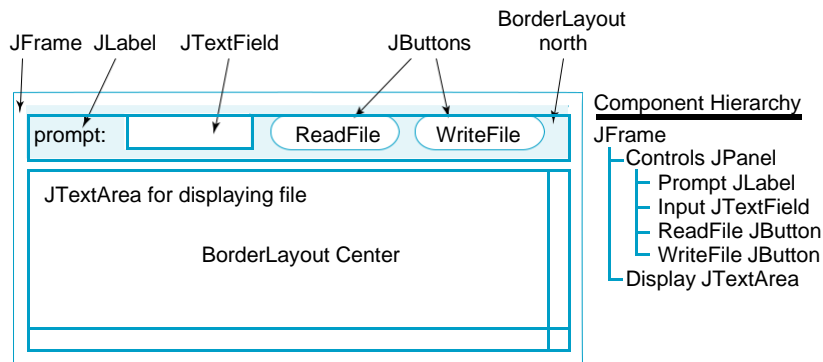 BorderLayout
north
JFrame JLabel JTextField JButtons
prompt: ReadFile WriteFile
JTextArea for displaying file
BorderLayout Center
Component Hierarchy
JFrame
Controls JPanel
Prompt JLabel
Input JTextField
ReadFile JButton
WriteFile JButton
Display JTextArea